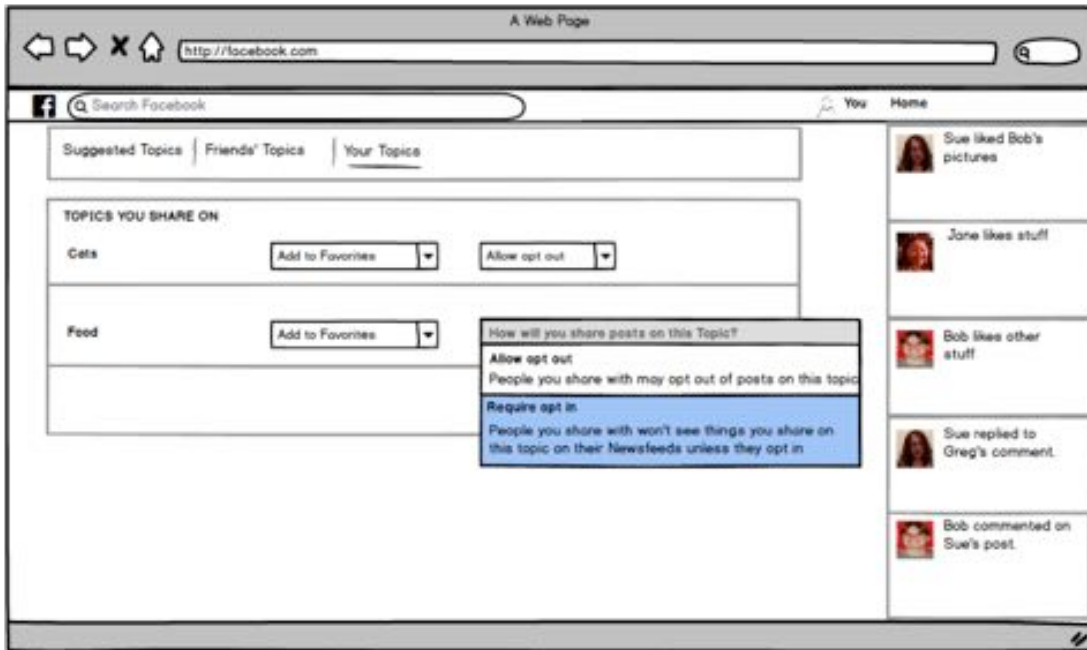 A Web Page
http://facebook.com
f
Search Facebook
You
Home
Suggested Topics
Friends' Topics
Your Topics
TOPICS YOU SHARE ON
Cats
Add to Favorites
Allow opt out
Food
Add to Favorites
How will you share posts on this Topic?
Allow opt out
People you share with may opt out of posts on this topic
Require opt in
People you share with won't see things you share on
this topic on their Newsfeeds unless they opt in
Sue liked Bob's
pictures
Jane likes stuff
Bob likes other
stuff
Sue replied to
Greg's comment.
Bob commented on
Sue's post.